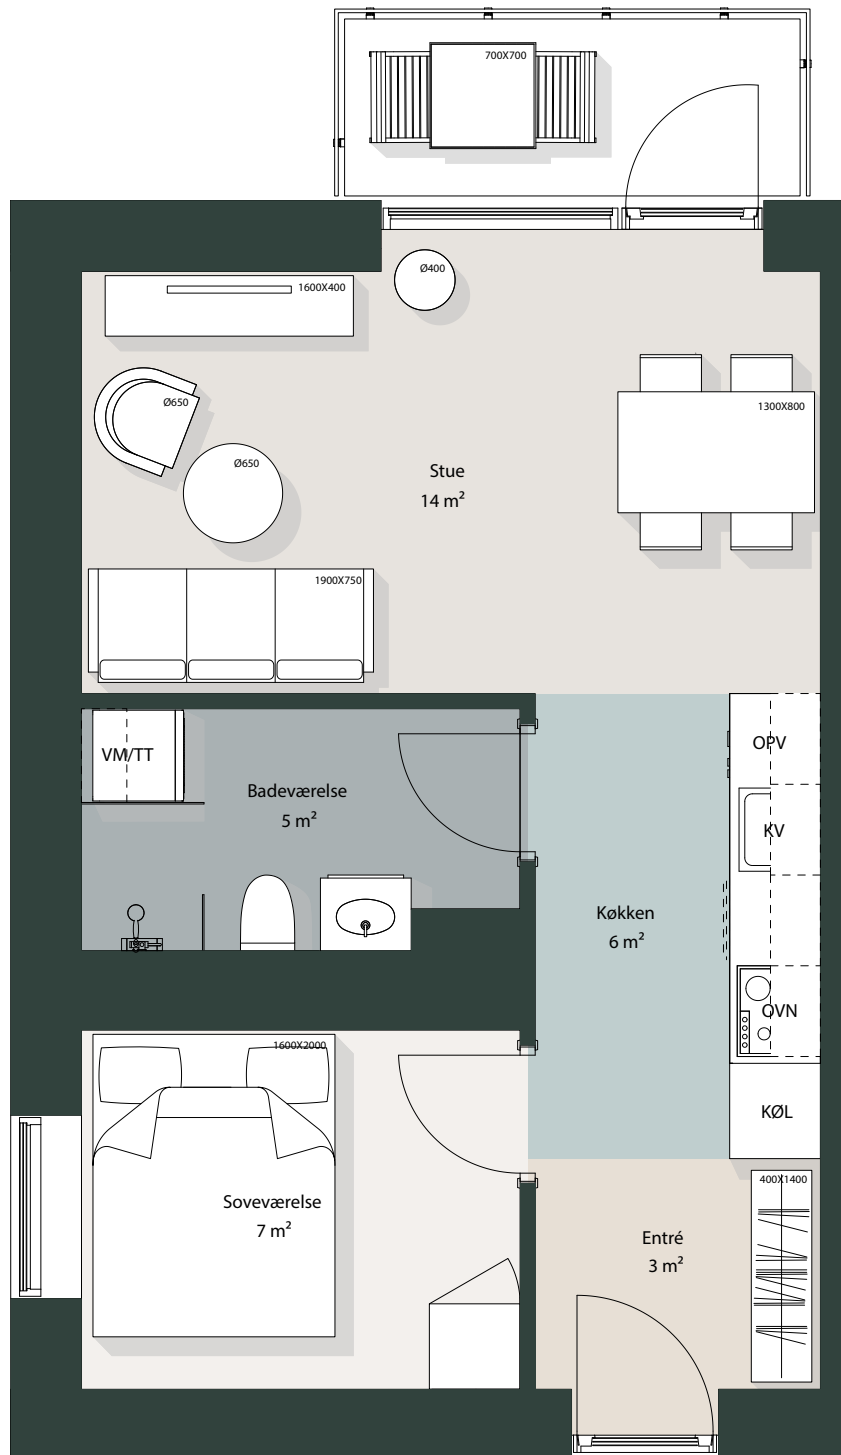 700X700
Ø400
1600X400
Ø650
1300X800
Ø650
Stue
14 m²
1900X750
OPV
VM/TT
Badeværelse
5 m²
KV
Køkken
6 m²
OVN
1600X2000
KØL
400X1400
Soveværelse
7 m²
Entré
3 m²